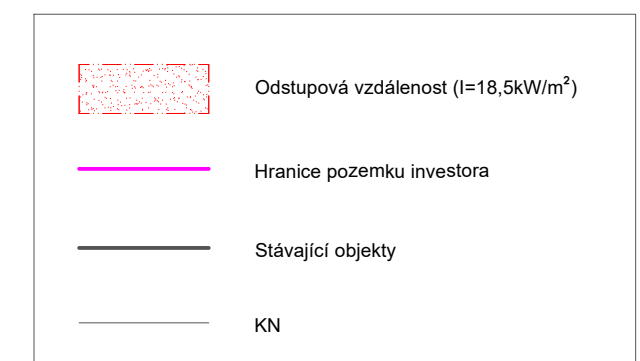 Odstupová vzdálenost (I=18,5kW/m²)
Hranice pozemku investora
Stávající objekty
KN